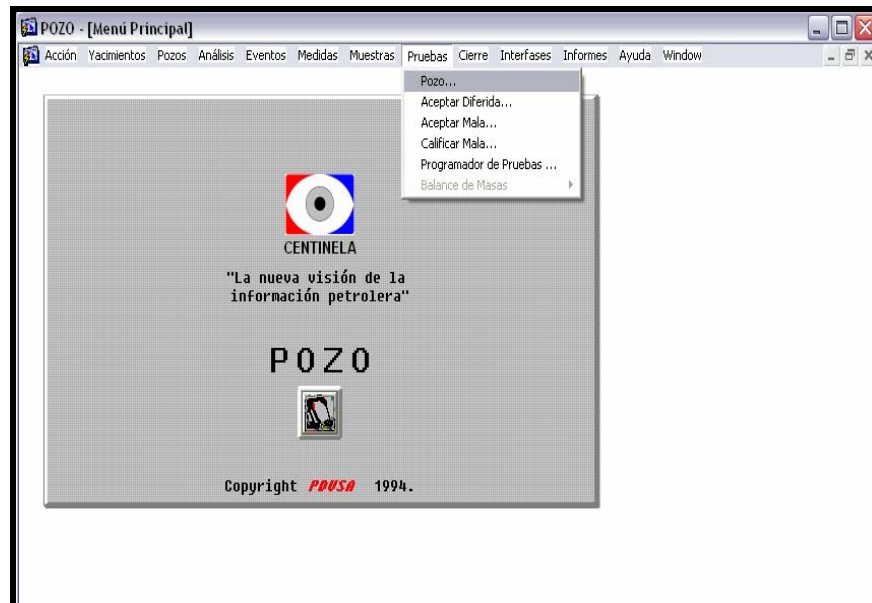 POZO - [Menú Principal]
Acción Yacimientos Pozos Análisis Eventos Medidas Muestras Pruebas Cierre Interfases Informes Ayuda Window
Pozo...
Aceptar Diferida...
Aceptar Mala...
Calificar Mala...
Programador de Pruebas ...
Balance de Masas
CENTINELA
"La nueva visión de la
información petrolera"
POZO
Copyright PDVSA 1994.